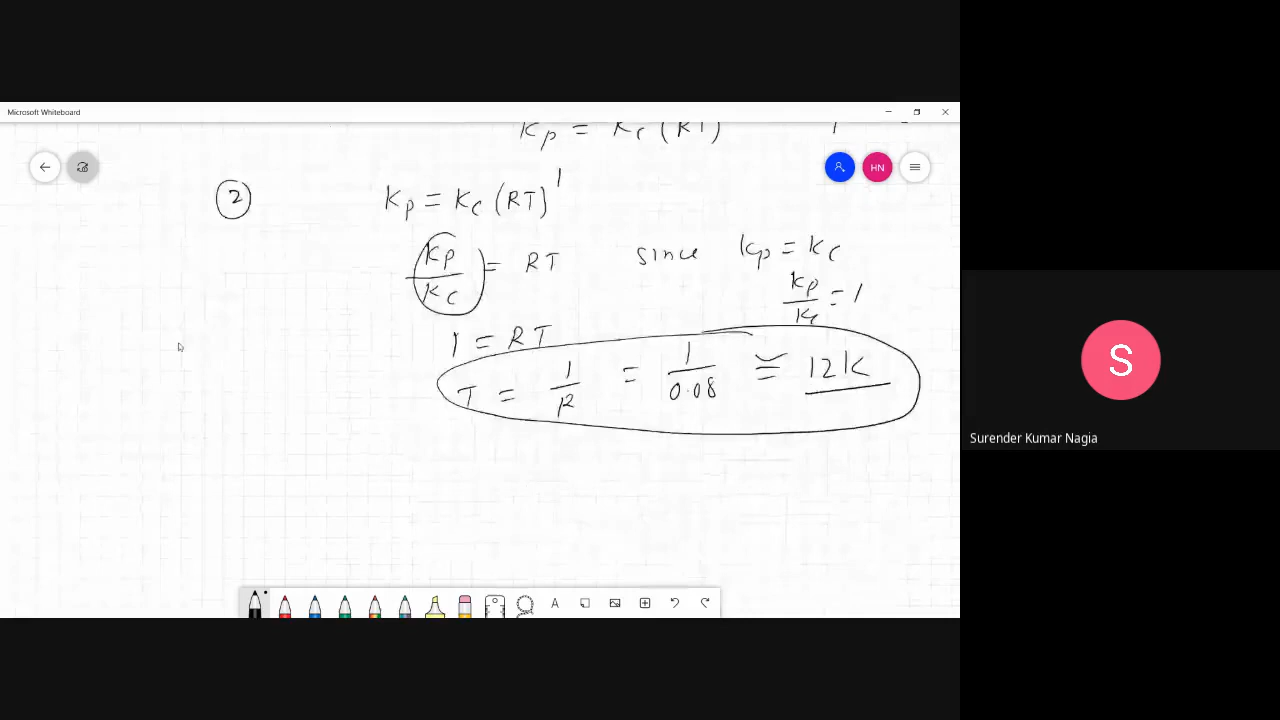 Microsoft Whiteboard
Kp = Kc (RT)
HN
2 Kp = Kc (RT)^1
Kp/Kc = RT since Kp = Kc
Kp/Kc = 1
1 = RT
T = 1/R = 1/0.08 ≅ 12K
S
Surender Kumar Nagia
A